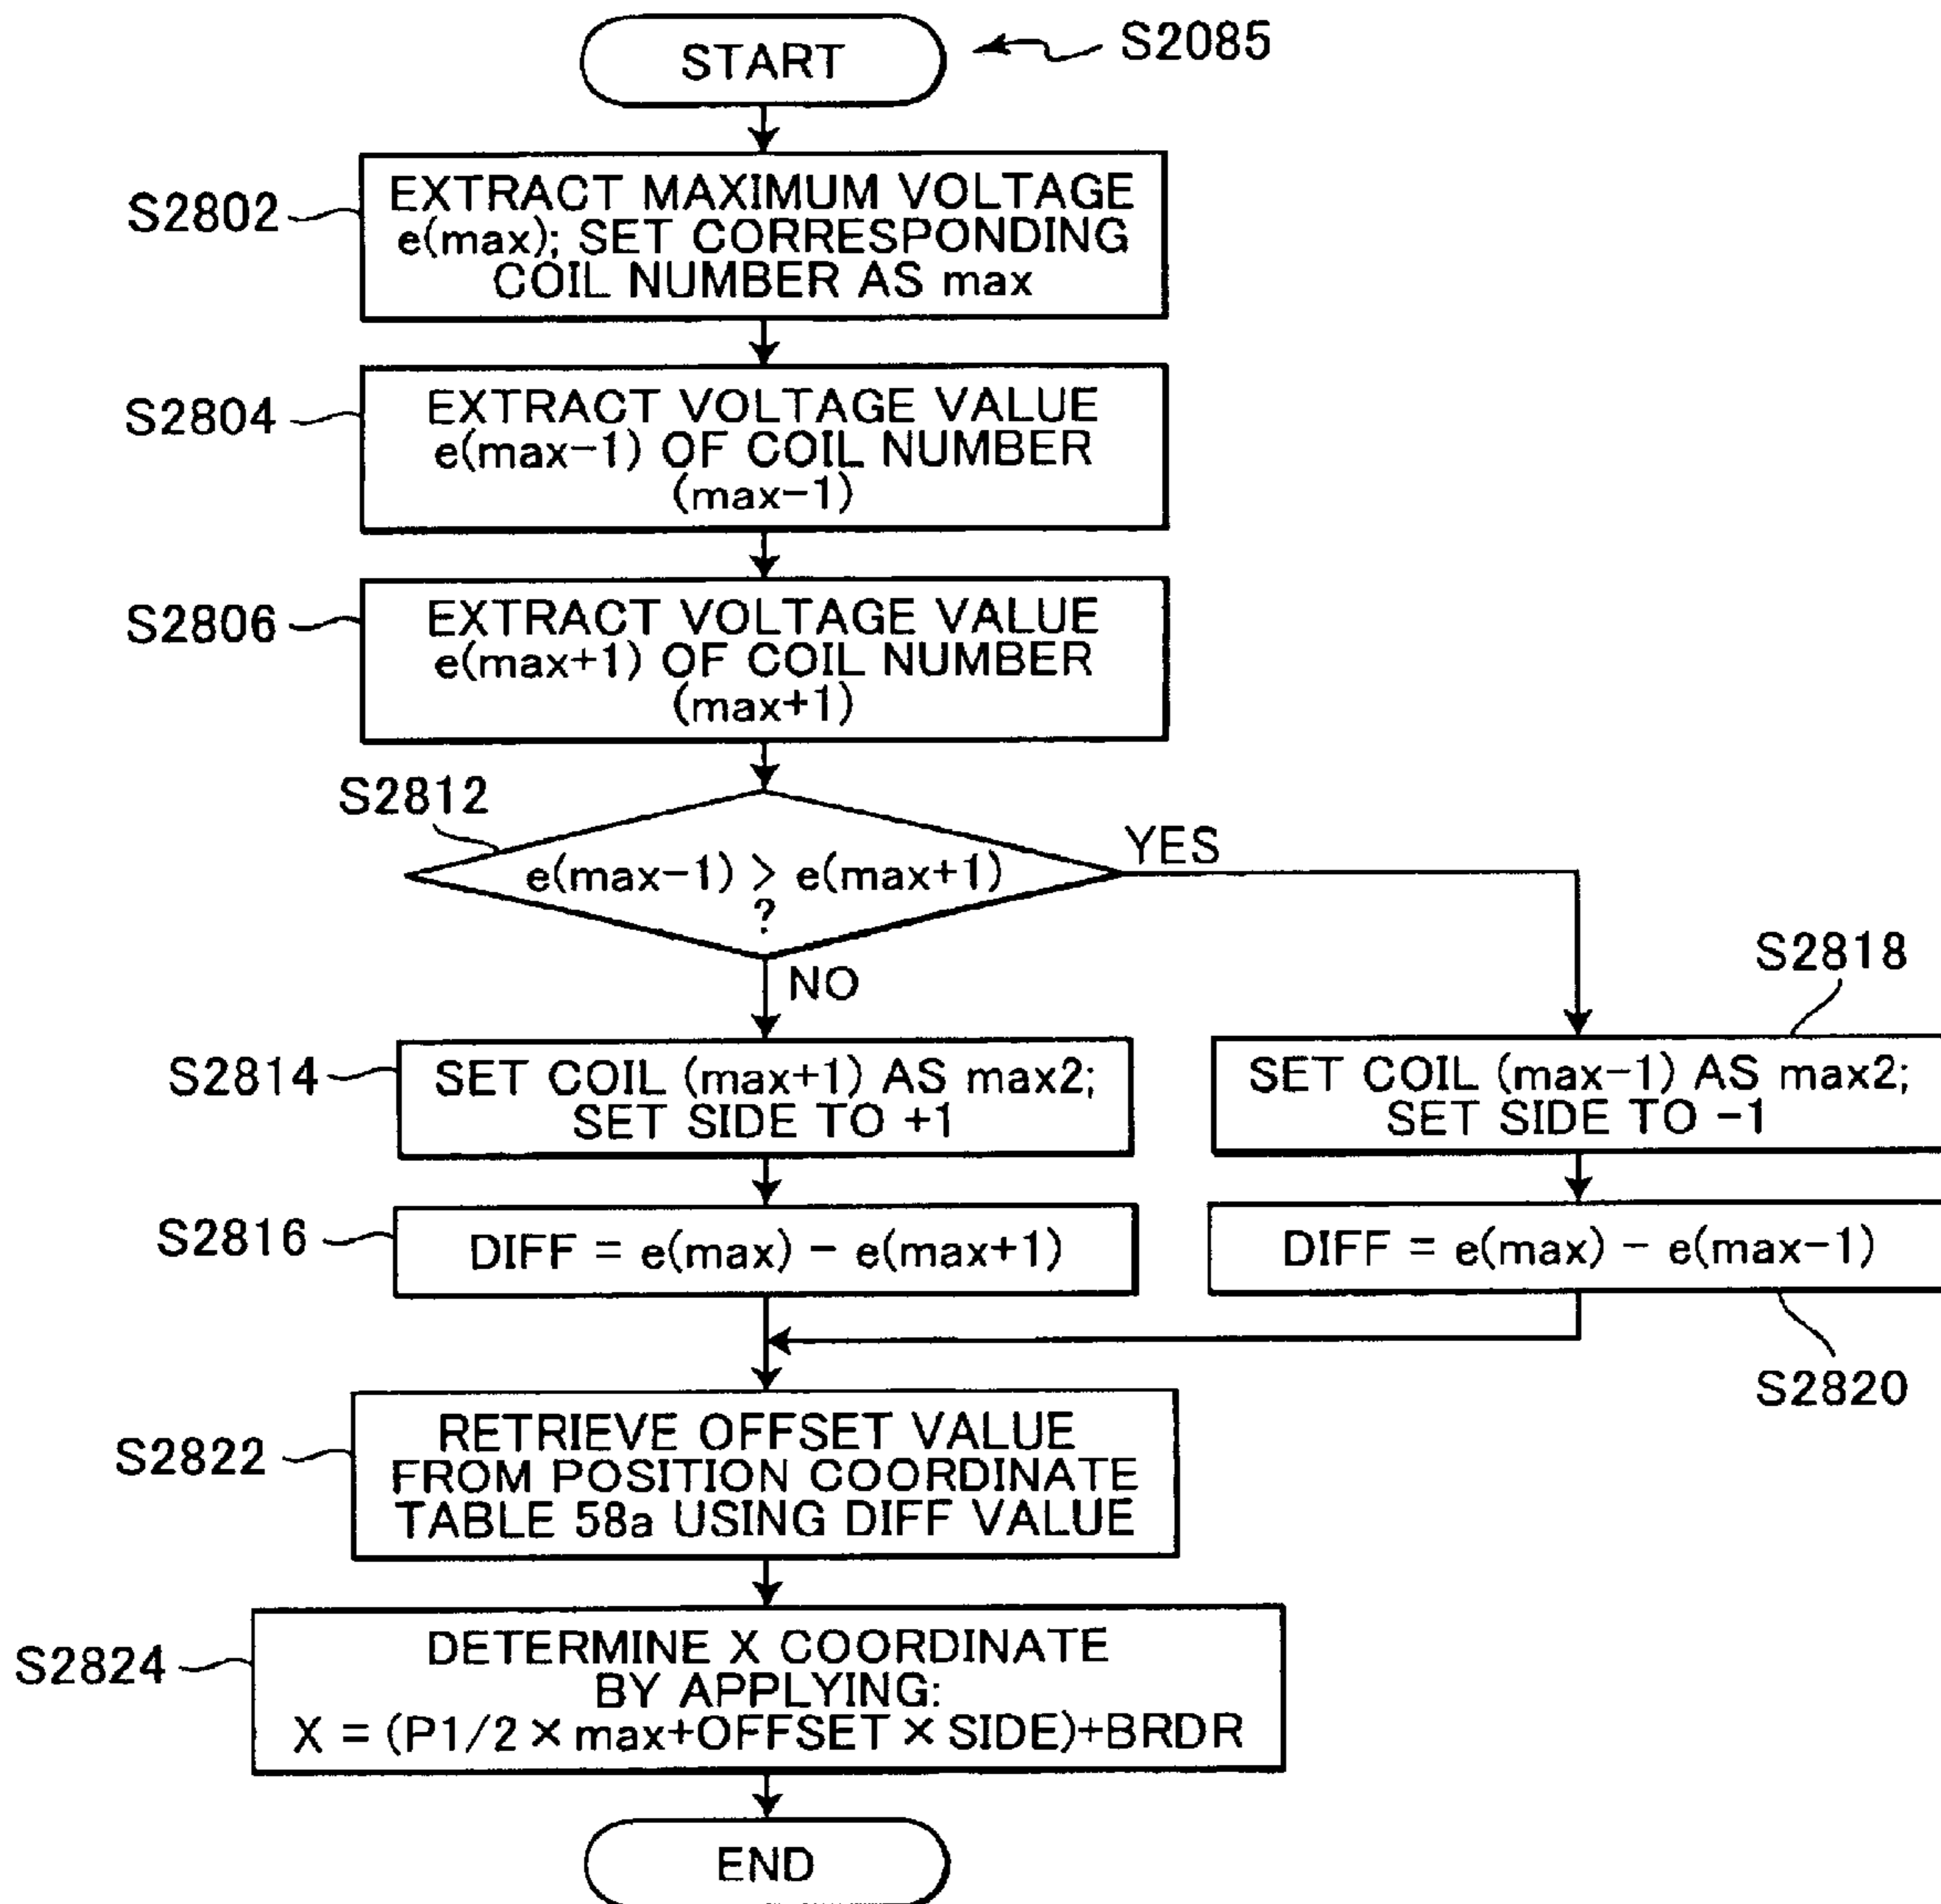 START
S2085
S2802
EXTRACT MAXIMUM VOLTAGE
e(max); SET CORRESPONDING
COIL NUMBER AS max
S2804
EXTRACT VOLTAGE VALUE
e(max-1) OF COIL NUMBER
(max-1)
S2806
EXTRACT VOLTAGE VALUE
e(max+1) OF COIL NUMBER
(max+1)
S2812
e(max-1) > e(max+1)
?
YES
NO
S2814
SET COIL (max+1) AS max2;
SET SIDE TO +1
S2818
SET COIL (max-1) AS max2;
SET SIDE TO -1
S2816
DIFF = e(max) - e(max+1)
DIFF = e(max) - e(max-1)
S2820
S2822
RETRIEVE OFFSET VALUE
FROM POSITION COORDINATE
TABLE 58a USING DIFF VALUE
S2824
DETERMINE X COORDINATE
BY APPLYING:
X = (P1/2 × max+OFFSET × SIDE)+BRDR
END